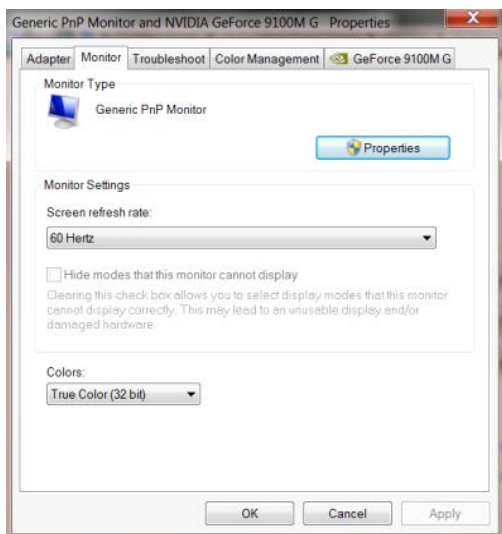 Generic PnP Monitor and NVIDIA GeForce 9100M G Properties
Adapter Monitor Troubleshoot Color Management GeForce 9100M G
Monitor Type
Generic PnP Monitor
Properties
Monitor Settings
Screen refresh rate:
60 Hertz
Hide modes that this monitor cannot display
Clearing this check box allows you to select display modes that this monitor
cannot display correctly. This may lead to an unusable display and/or
damaged hardware.
Colors:
True Color (32 bit)
OK Cancel Apply